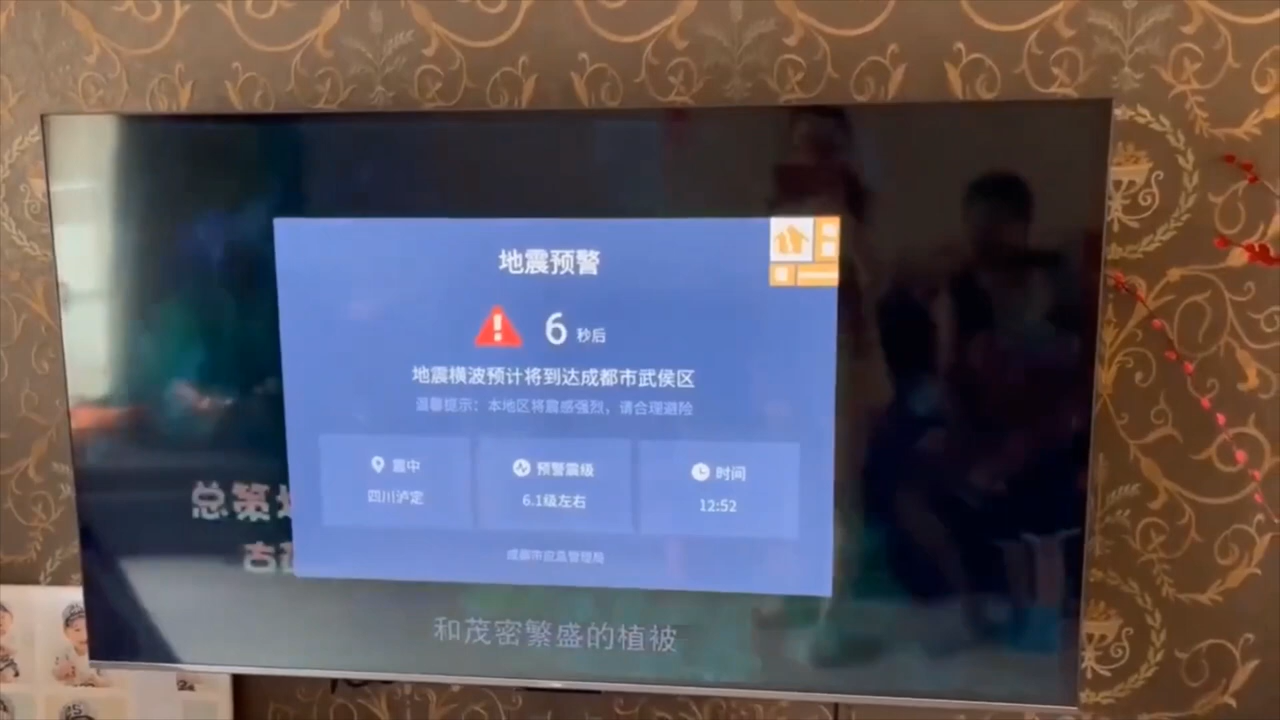 地震预警
6 秒后
地震横波预计将到达成都市武侯区
温馨提示：本地区将震感强烈，请合理避险
震中
四川泸定
预警震级
6.1级左右
时间
12:52
成都市应急管理局
总策
和茂密繁盛的植被